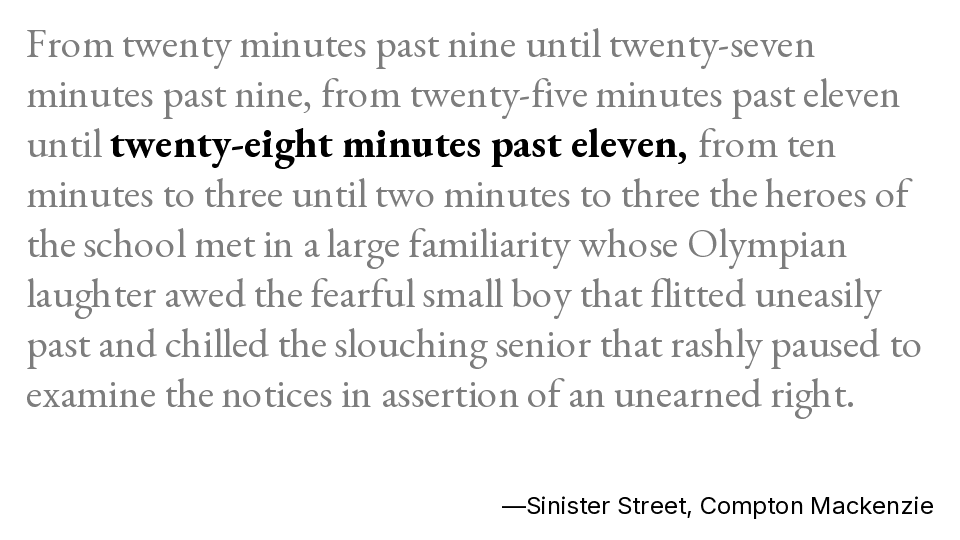 From twenty minutes past nine until twenty-seven
minutes past nine, from twenty-five minutes past eleven
until twenty-eight minutes past eleven, from ten
minutes to three until two minutes to three the heroes of
the school met in a large familiarity whose Olympian
laughter awed the fearful small boy that flitted uneasily
past and chilled the slouching senior that rashly paused to
examine the notices in assertion of an unearned right.
—Sinister Street, Compton Mackenzie